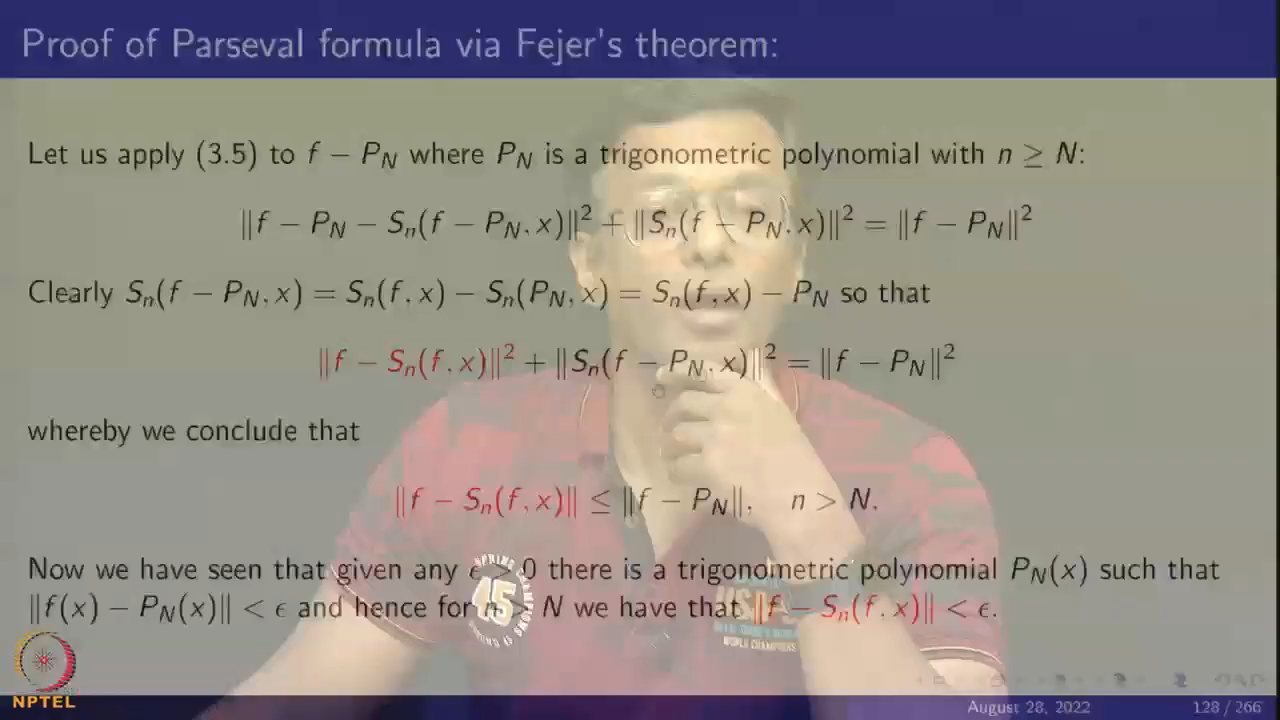 Proof of Parseval formula via Fejer's theorem:
Let us apply (3.5) to f − P_N where P_N is a trigonometric polynomial with n ≥ N:
‖f − P_N − S_n(f − P_N, x)‖² + ‖S_n(f − P_N, x)‖² = ‖f − P_N‖²
Clearly S_n(f − P_N, x) = S_n(f, x) − S_n(P_N, x) = S_n(f, x) − P_N so that
‖f − S_n(f, x)‖² + ‖S_n(f − P_N, x)‖² = ‖f − P_N‖²
whereby we conclude that
‖f − S_n(f, x)‖ ≤ ‖f − P_N‖, n > N.
Now we have seen that given any ϵ > 0 there is a trigonometric polynomial P_N(x) such that
‖f(x) − P_N(x)‖ < ϵ and hence for n > N we have that ‖f − S_n(f, x)‖ < ϵ.
SPRING
45
WORLD CHAMPIONS
NPTEL
August 28, 2022 128 / 266